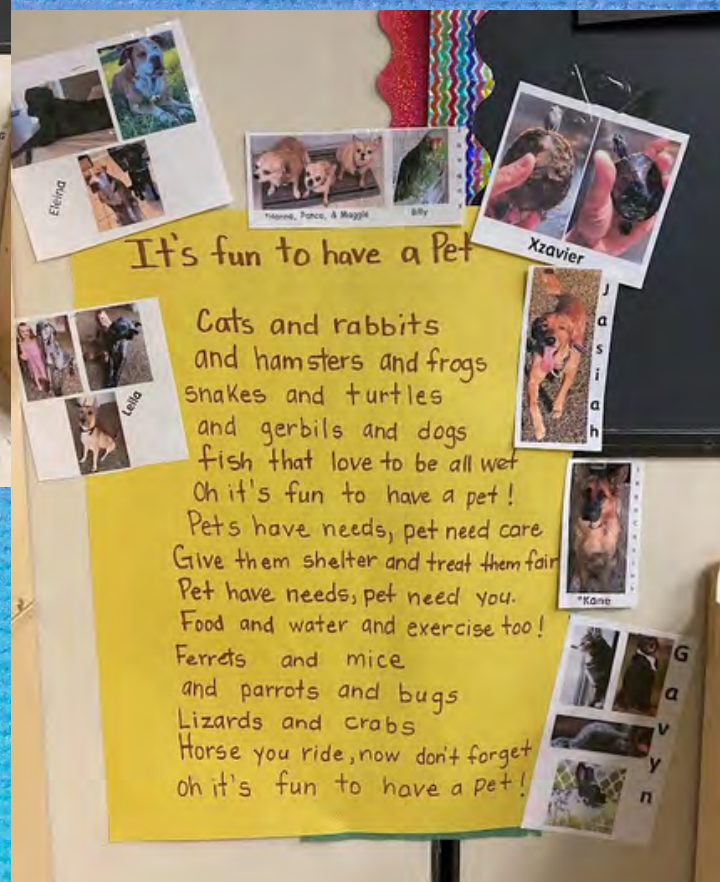 Eleina
*Hanna, Panco, & Maggie
Billy
Xzavier
It's fun to have a Pet
Jasiah
Leila
Cats and rabbits
and hamsters and frogs
snakes and turtles
and gerbils and dogs
fish that love to be all wet
Oh it's fun to have a pet!
Pets have needs, pet need care
Give them shelter and treat them fair
Pet have needs, pet need you.
Food and water and exercise too!
*Kane
Ferrets and mice
and parrots and bugs
Lizards and crabs
Horse you ride, now don't forget
oh it's fun to have a pet!
Gavyn